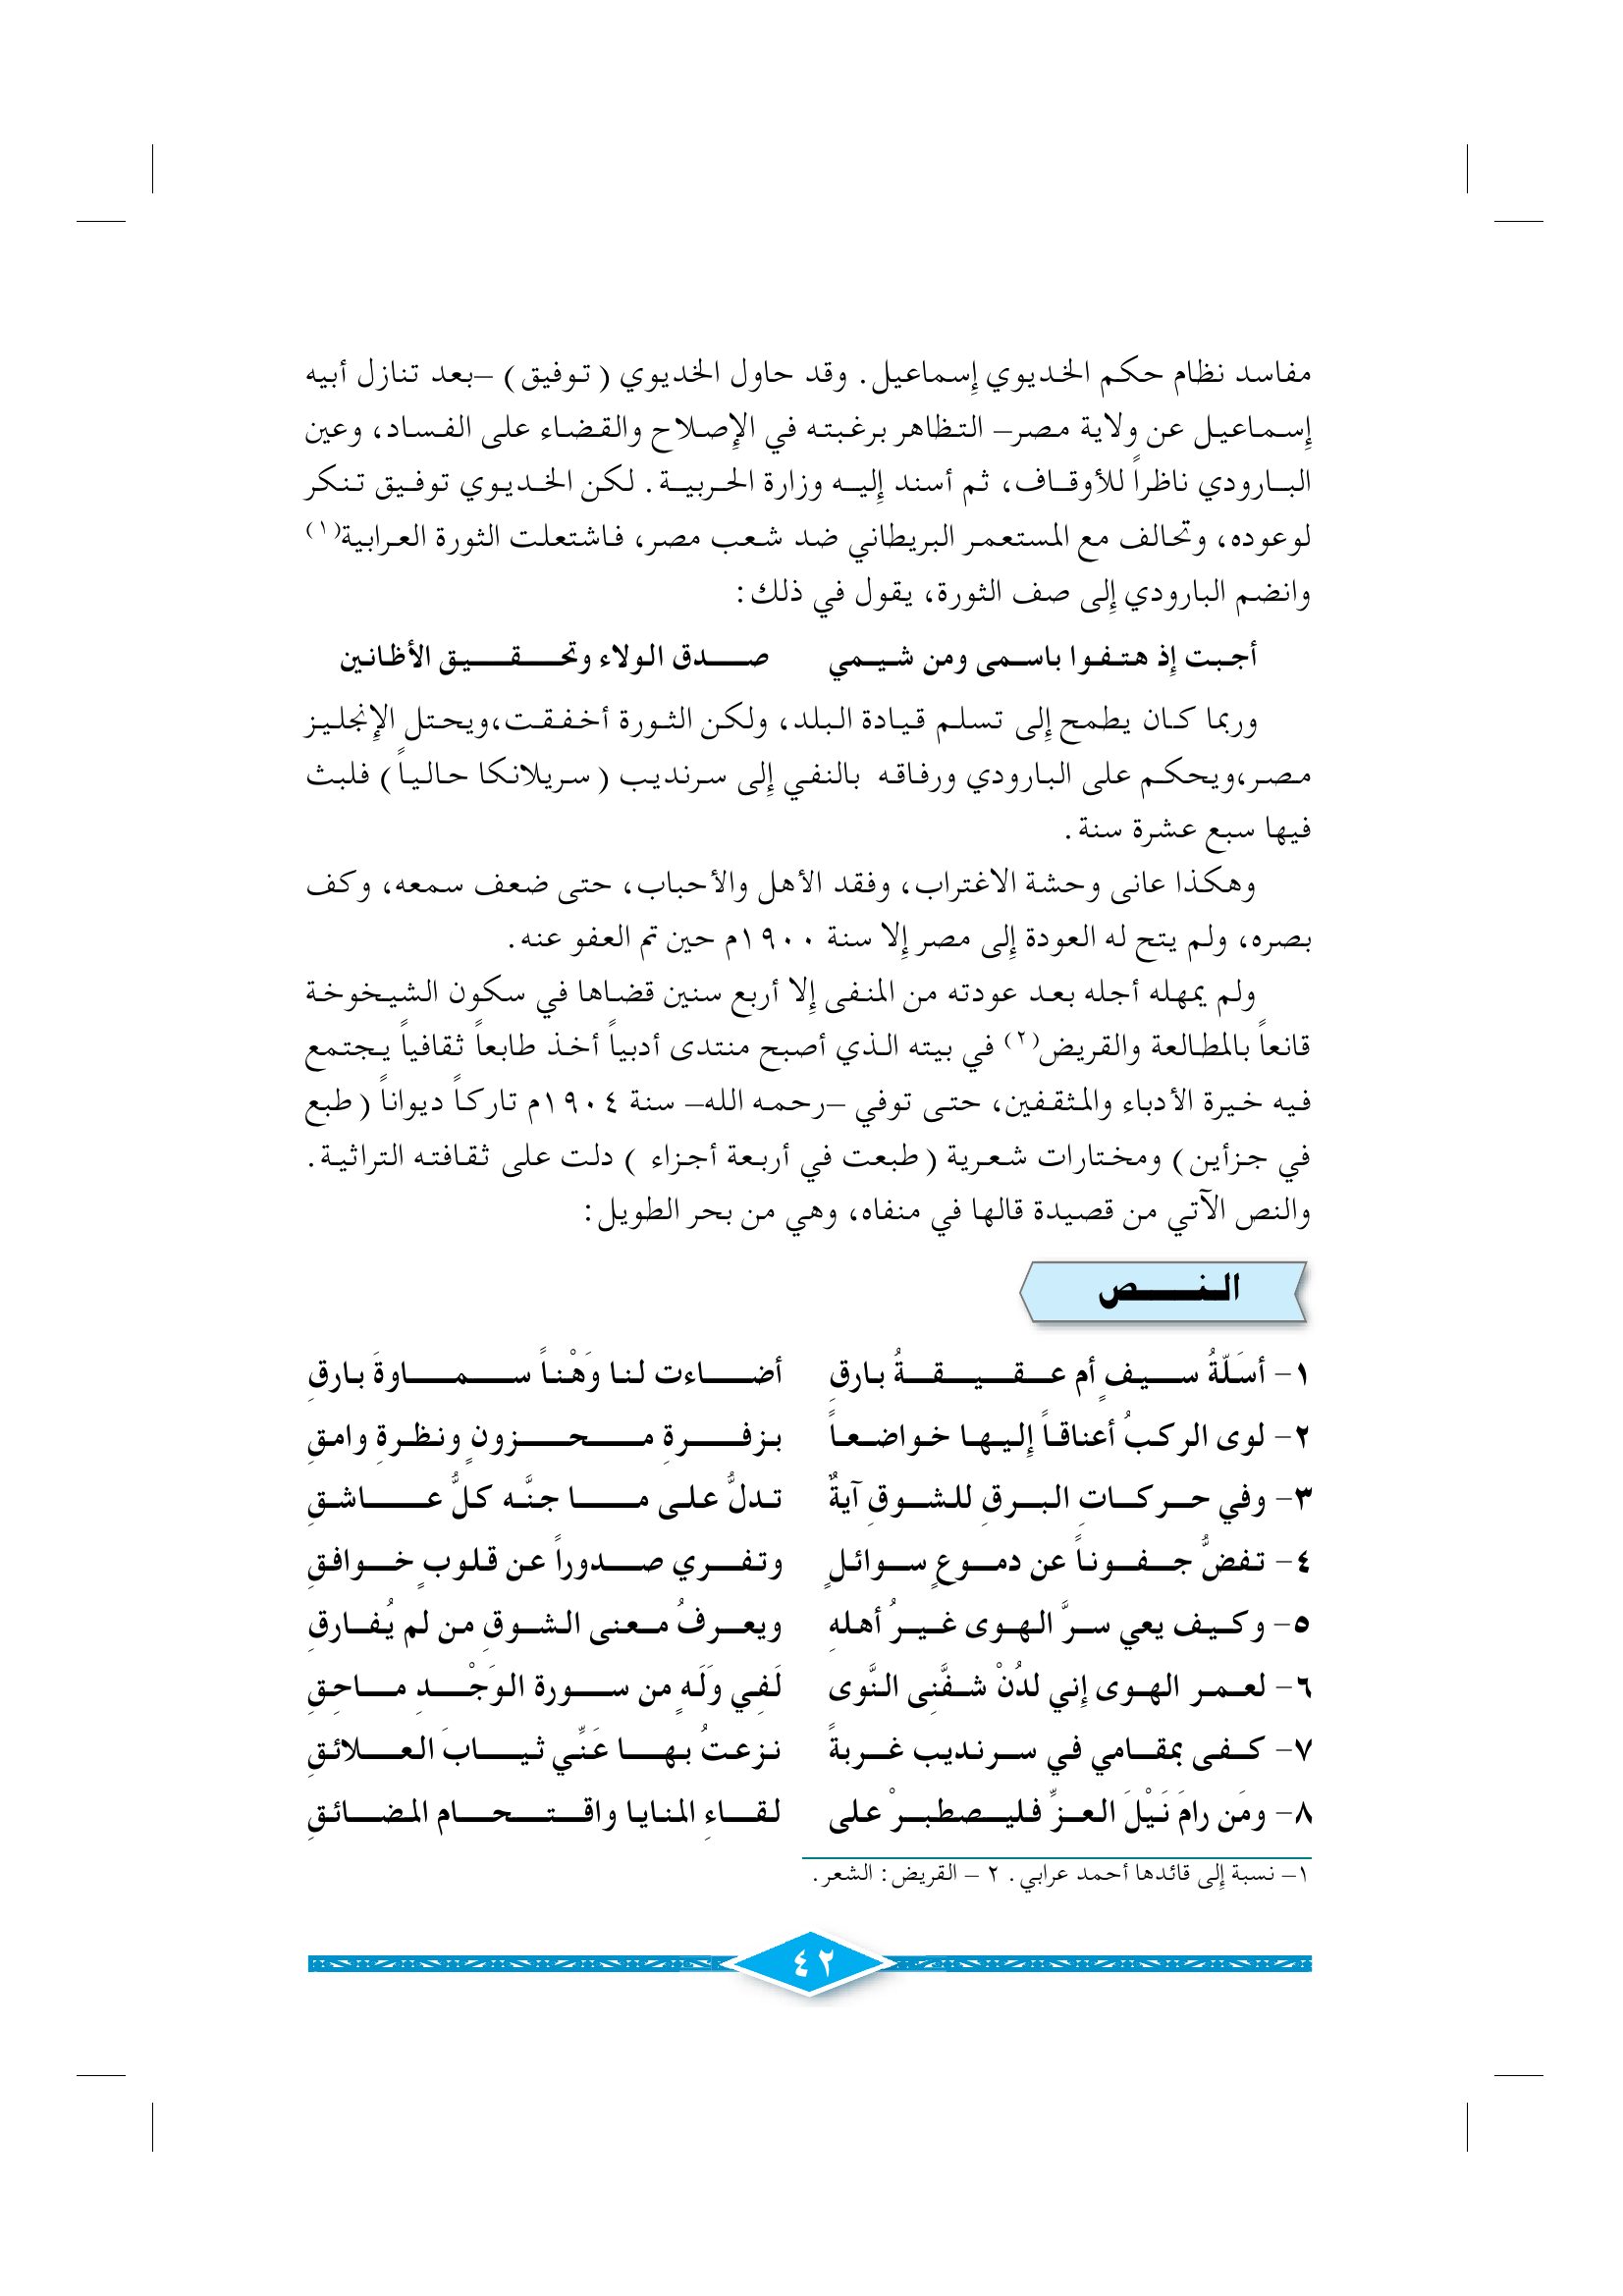 مفاسد نظام حكم الخديوي إسماعيل. وقد حاول الخديوي (توفيق) –بعد تنازل أبيه
إسماعيل عن ولاية مصر– التظاهر برغبته في الإصلاح والقضاء على الفساد، وعين
البارودي ناظراً للأوقاف، ثم أسند إليه وزارة الحربية. لكن الخديوي توفيق تنكر
لوعوده، وتحالف مع المستعمر البريطاني ضد شعب مصر، فاشتعلت الثورة العرابية(١)
وانضم البارودي إلى صف الثورة، يقول في ذلك:
أجبت إذ هتفوا باسمى ومن شيمي صدق الولاء وتحقيق الأظانين
وربما كان يطمح إلى تسلم قيادة البلد، ولكن الثورة أخفقت،ويحتل الإنجليز
مصر،ويحكم على البارودي ورفاقه بالنفي إلى سرنديب (سريلانكا حالياً) فلبث
فيها سبع عشرة سنة.
وهكذا عانى وحشة الاغتراب، وفقد الأهل والأحباب، حتى ضعف سمعه، وكف
بصره، ولم يتح له العودة إلى مصر إلا سنة ١٩٠٠م حين تم العفو عنه.
ولم يمهله أجله بعد عودته من المنفى إلا أربع سنين قضاها في سكون الشيخوخة
قانعاً بالمطالعة والقريض(٢) في بيته الذي أصبح منتدى أدبياً أخذ طابعاً ثقافياً يجتمع
فيه خيرة الأدباء والمثقفين، حتى توفي –رحمه الله– سنة ١٩٠٤م تاركاً ديواناً (طبع
في جزأين) ومختارات شعرية (طبعت في أربعة أجزاء ) دلت على ثقافته التراثية.
والنص الآتي من قصيدة قالها في منفاه، وهي من بحر الطويل:
النص
١- أسَلّةُ سيفٍ أم عقيقةُ بارقِ أضاءت لنا وَهْناً سماوةَ بارقِ
٢- لوى الركبُ أعناقاً إليها خواضعاً بزفرةِ محزونٍ ونظرةِ وامقِ
٣- وفي حركاتِ البرقِ للشوقِ آيةٌ تدلُّ على ما جنَّه كلُّ عاشقِ
٤- تفضُّ جفوناً عن دموعٍ سوائلٍ وتفري صدوراً عن قلوبٍ خوافقِ
٥- وكيف يعي سرَّ الهوى غيرُ أهلهِ ويعرفُ معنى الشوقِ من لم يُفارقِ
٦- لعمر الهوى إني لدُنْ شفَّنِى النَّوى لَفِي وَلَهٍ من سورة الوَجْدِ ماحِقِ
٧- كفى بمقامي في سرنديب غربةً نزعتُ بها عَنِّي ثيابَ العلائقِ
٨- ومَن رامَ نَيْلَ العزِّ فليصطبرْ على لقاءِ المنايا واقتحام المضائقِ
١– نسبة إلى قائدها أحمد عرابي. ٢ – القريض: الشعر.
٤٢